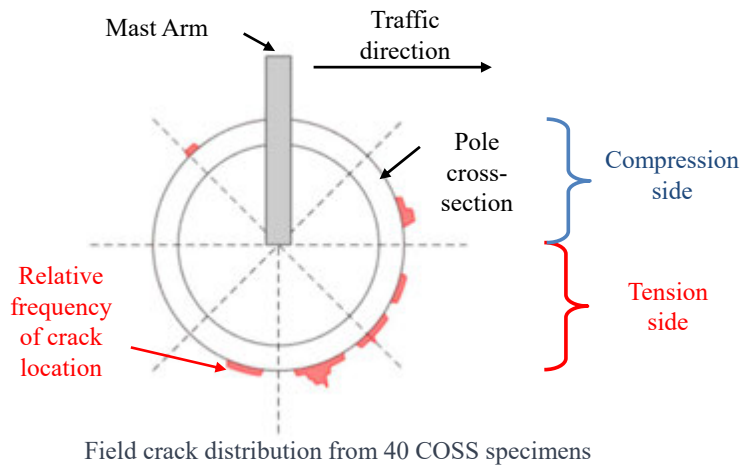 Mast Arm
Traffic
direction
Pole
cross-
section
Compression
side
Relative
frequency
of crack
location
Tension
side
Field crack distribution from 40 COSS specimens